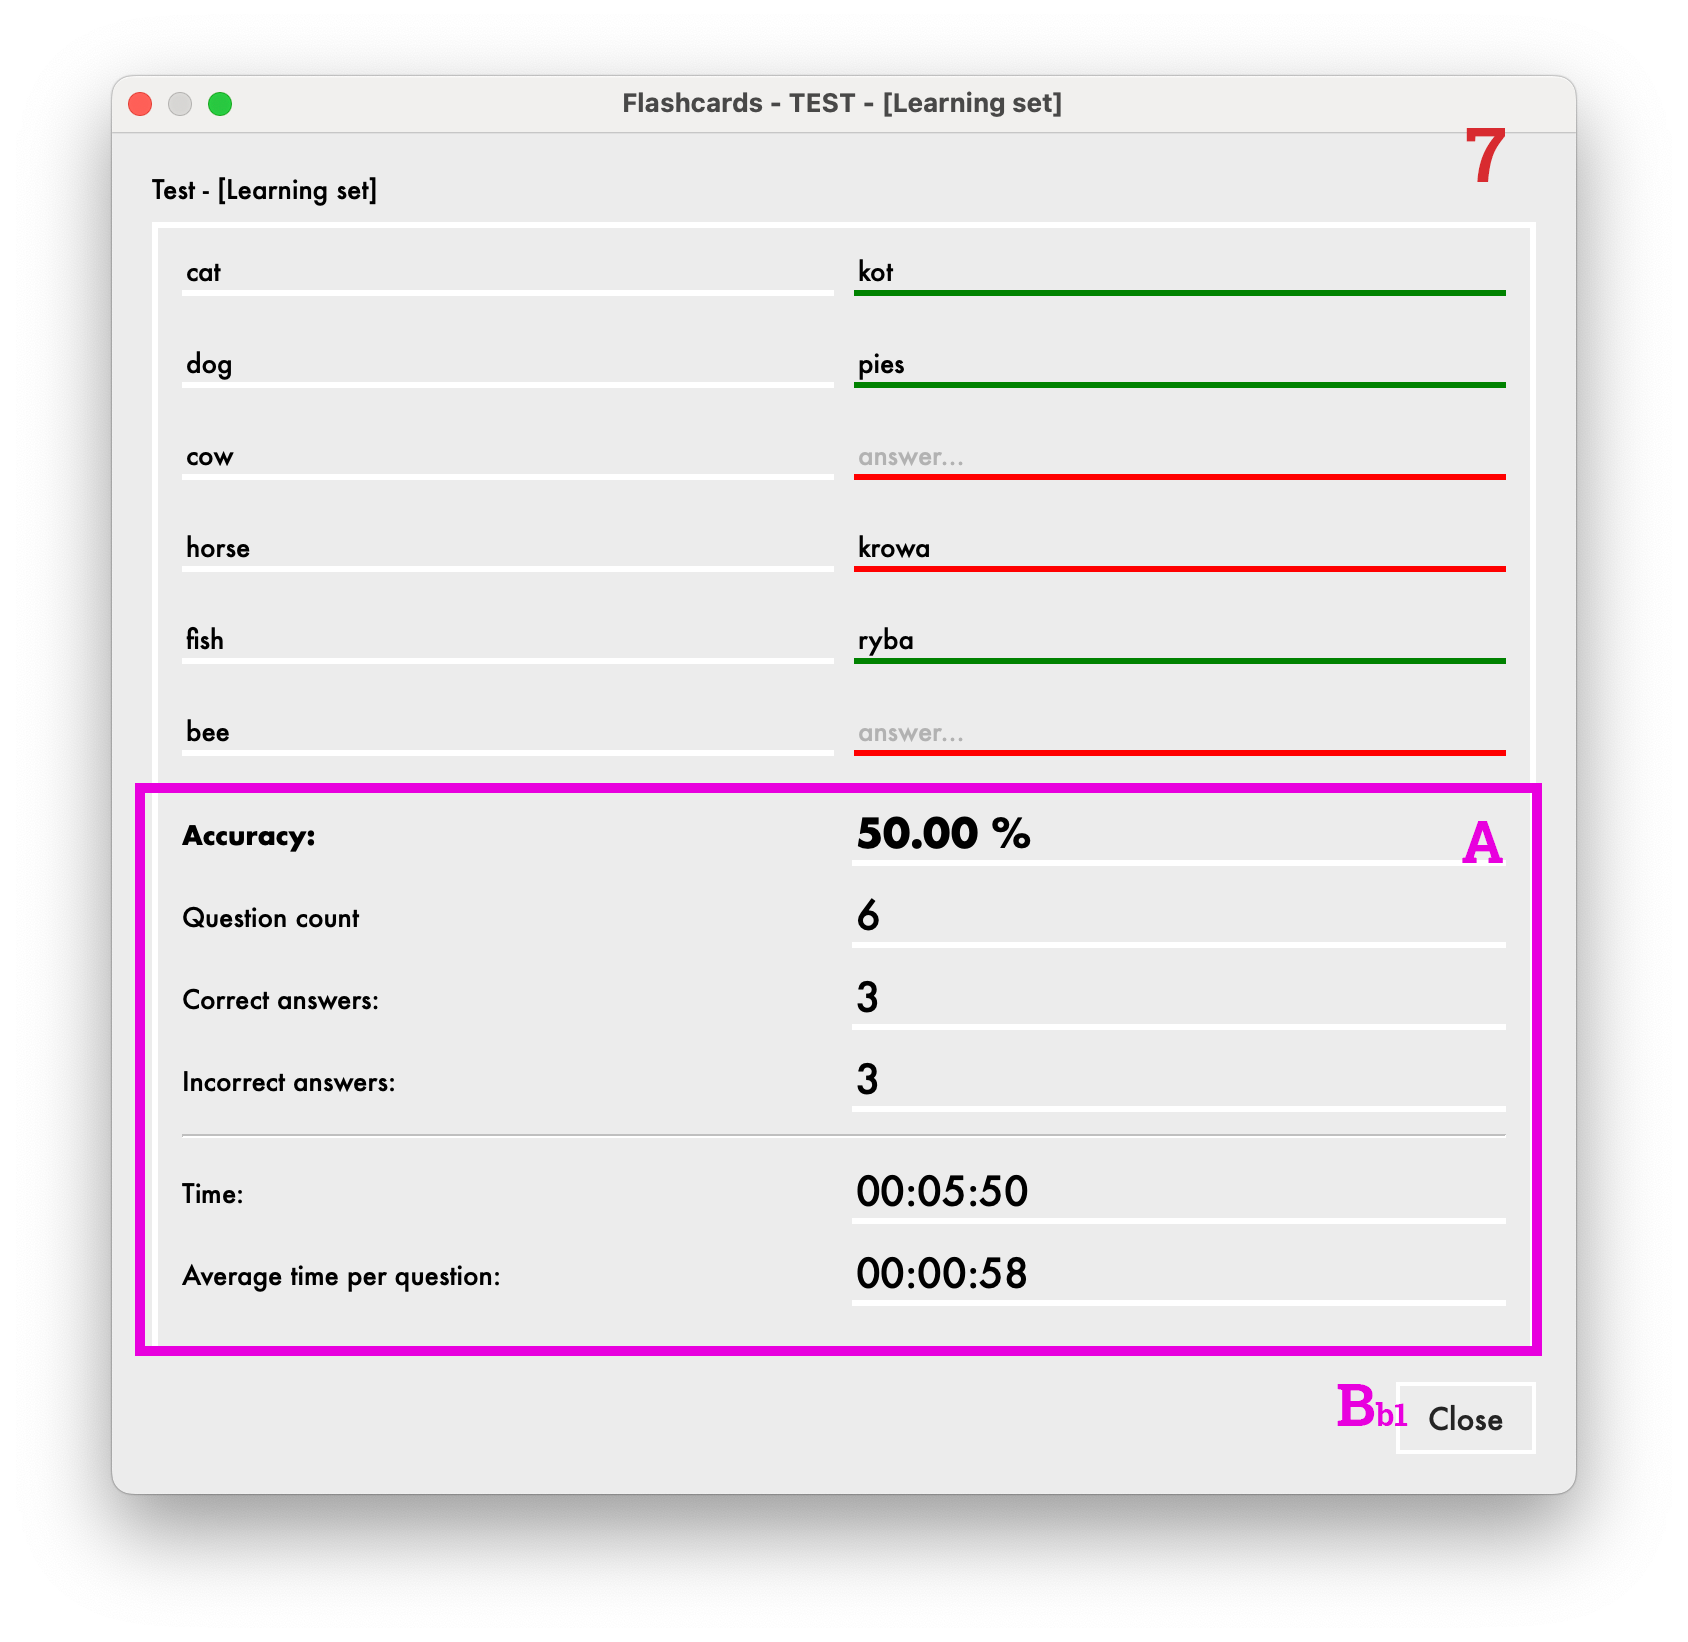 Flashcards - TEST - [Learning set]
7
Test - [Learning set]
cat kot
dog pies
cow answer...
horse krowa
fish ryba
bee answer...
Accuracy: 50.00 % A
Question count 6
Correct answers: 3
Incorrect answers: 3
Time: 00:05:50
Average time per question: 00:00:58
Bb1 Close